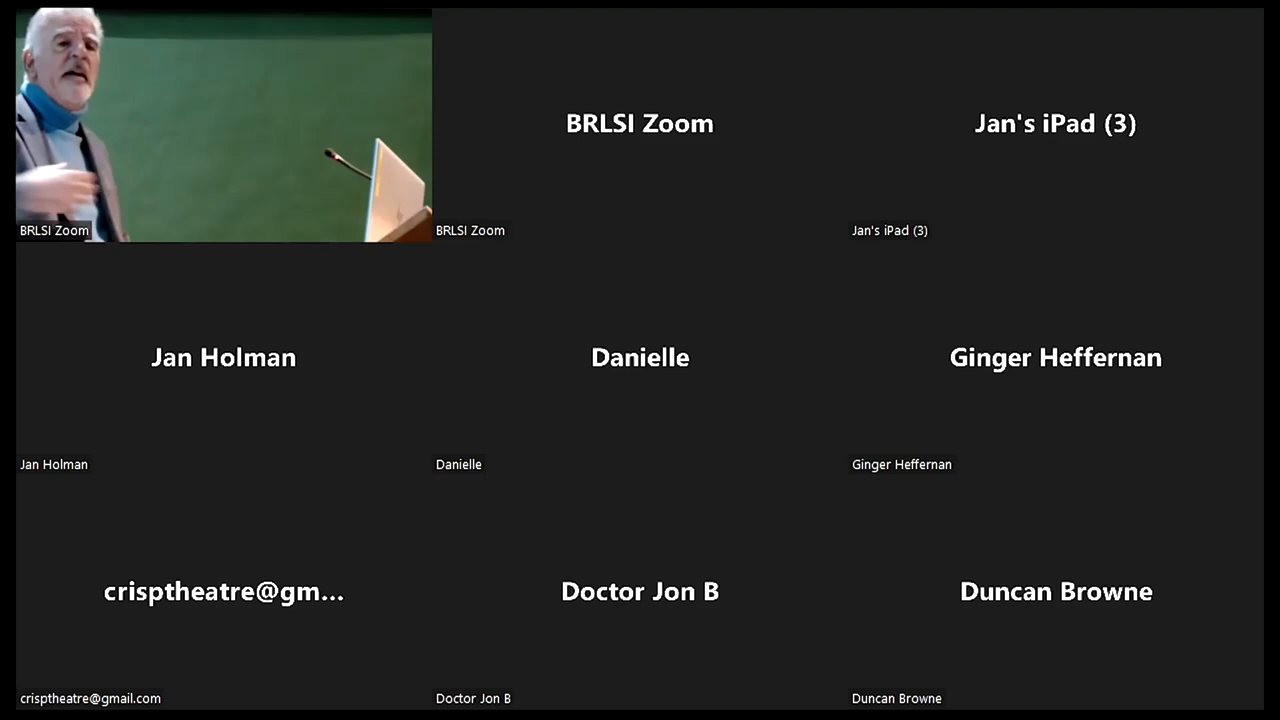 BRLSI Zoom
Jan's iPad (3)
BRLSI Zoom
BRLSI Zoom
Jan's iPad (3)
Jan Holman
Danielle
Ginger Heffernan
Jan Holman
Danielle
Ginger Heffernan
crisptheatre@gm...
Doctor Jon B
Duncan Browne
crisptheatre@gmail.com
Doctor Jon B
Duncan Browne